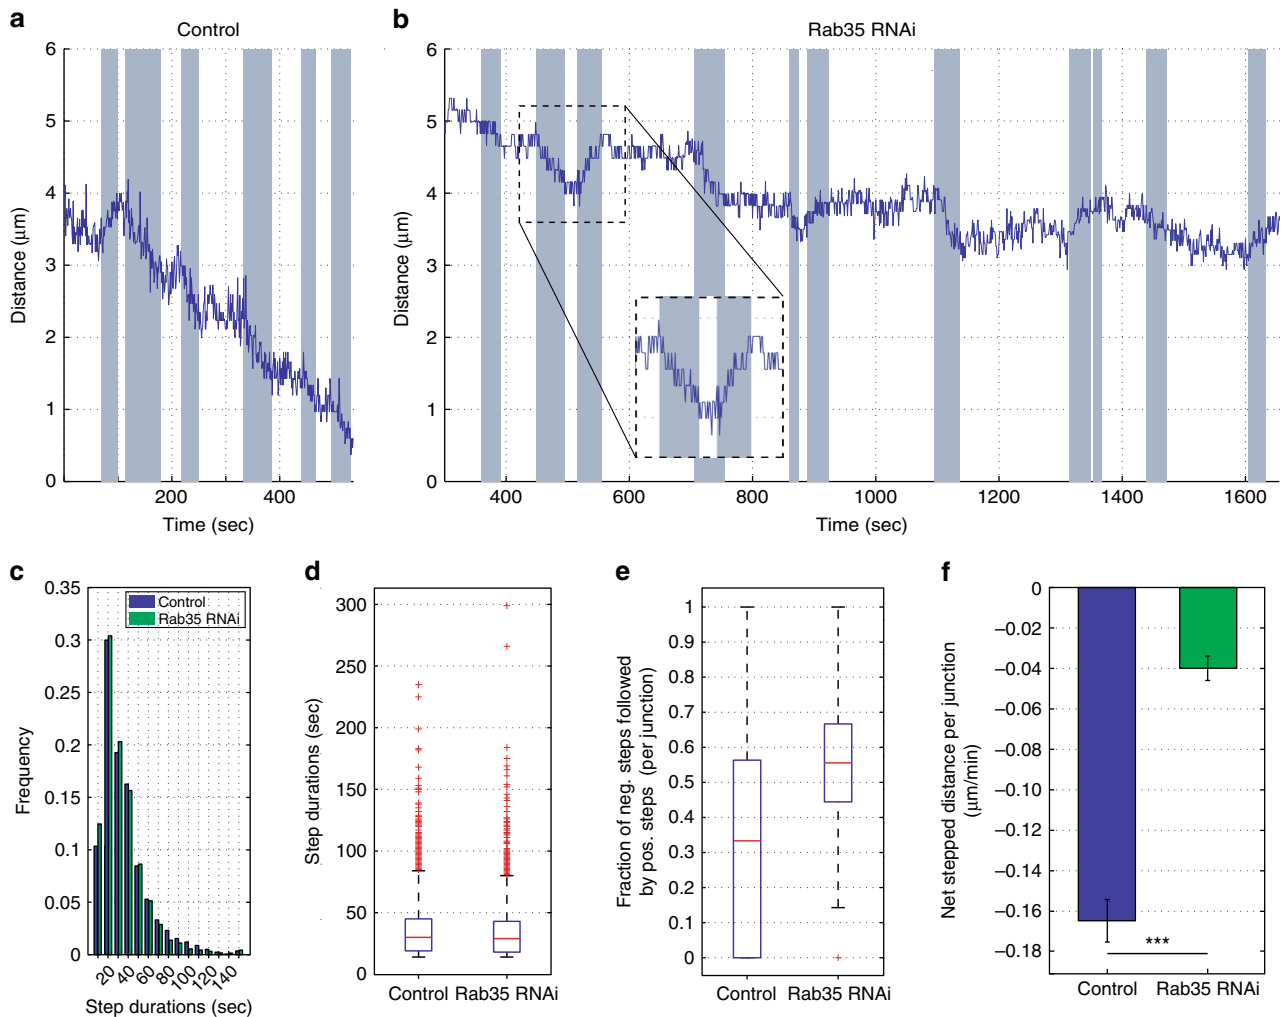 a
Control
6
5
4
3
2
1
0
Distance (μm)
200
400
Time (sec)
b
Rab35 RNAi
6
5
4
3
2
1
0
Distance (μm)
400
600
800
1000
1200
1400
1600
Time (sec)
c
0.35
0.3
0.25
0.2
0.15
0.1
0.05
0
Frequency
Control
Rab35 RNAi
20
40
60
80
100
120
140
Step durations (sec)
d
300
250
200
150
100
50
0
Step durations (sec)
Control
Rab35 RNAi
e
1
0.9
0.8
0.7
0.6
0.5
0.4
0.3
0.2
0.1
0
Fraction of neg. steps followed
by pos. steps (per junction)
Control
Rab35 RNAi
f
0
−0.02
−0.04
−0.06
−0.08
−0.10
−0.12
−0.14
−0.16
−0.18
Net stepped distance per junction
(μm/min)
***
Control
Rab35 RNAi